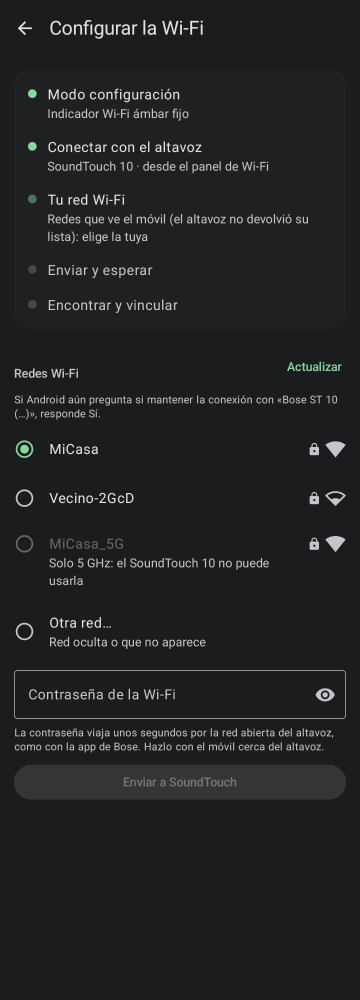 Configurar la Wi-Fi
Modo configuración
Indicador Wi-Fi ámbar fijo
Conectar con el altavoz
SoundTouch 10 · desde el panel de Wi-Fi
Tu red Wi-Fi
Redes que ve el móvil (el altavoz no devolvió su
lista): elige la tuya
Enviar y esperar
Encontrar y vincular
Actualizar
Redes Wi-Fi
Si Android aún pregunta si mantener la conexión con «Bose ST 10
(…)», responde Sí.
MiCasa
Vecino-2GcD
MiCasa_5G
Solo 5 GHz: el SoundTouch 10 no puede
usarla
Otra red…
Red oculta o que no aparece
Contraseña de la Wi-Fi
La contraseña viaja unos segundos por la red abierta del altavoz,
como con la app de Bose. Hazlo con el móvil cerca del altavoz.
Enviar a SoundTouch